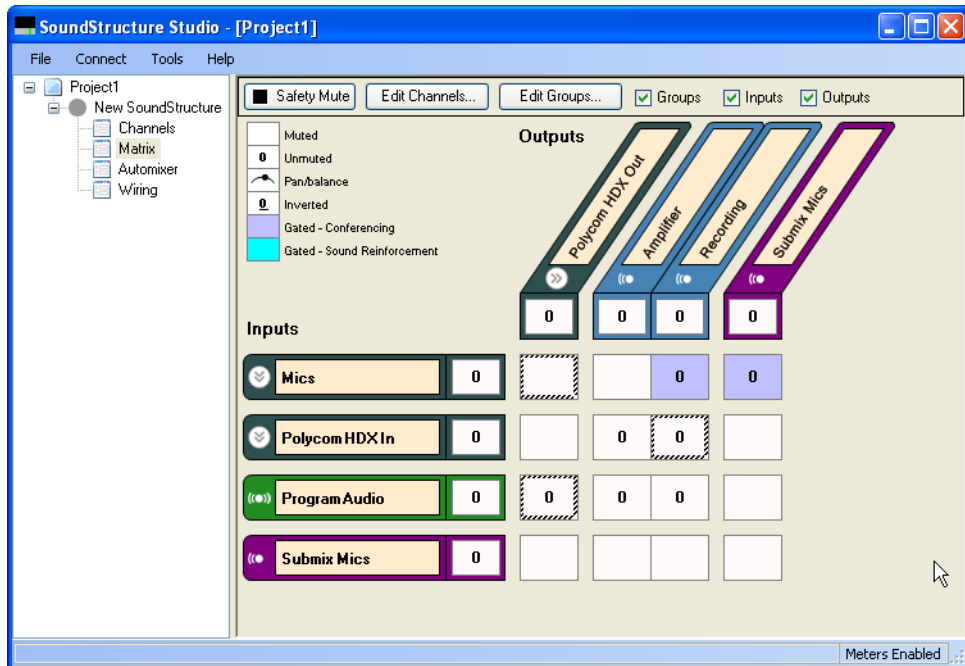 SoundStructure Studio - [Project1]
File Connect Tools Help
Project1
New SoundStructure
Channels
Matrix
Automixer
Wiring
Safety Mute Edit Channels... Edit Groups... Groups Inputs Outputs
Muted
0 Unmuted
Pan/balance
0 Inverted
Gated - Conferencing
Gated - Sound Reinforcement
Outputs
Polycom HDX Out
Amplifier
Recording
Submix Mics
0 0 0 0
Inputs
Mics 0 0 0
Polycom HDX In 0 0 0
Program Audio 0 0 0 0
Submix Mics 0
Meters Enabled